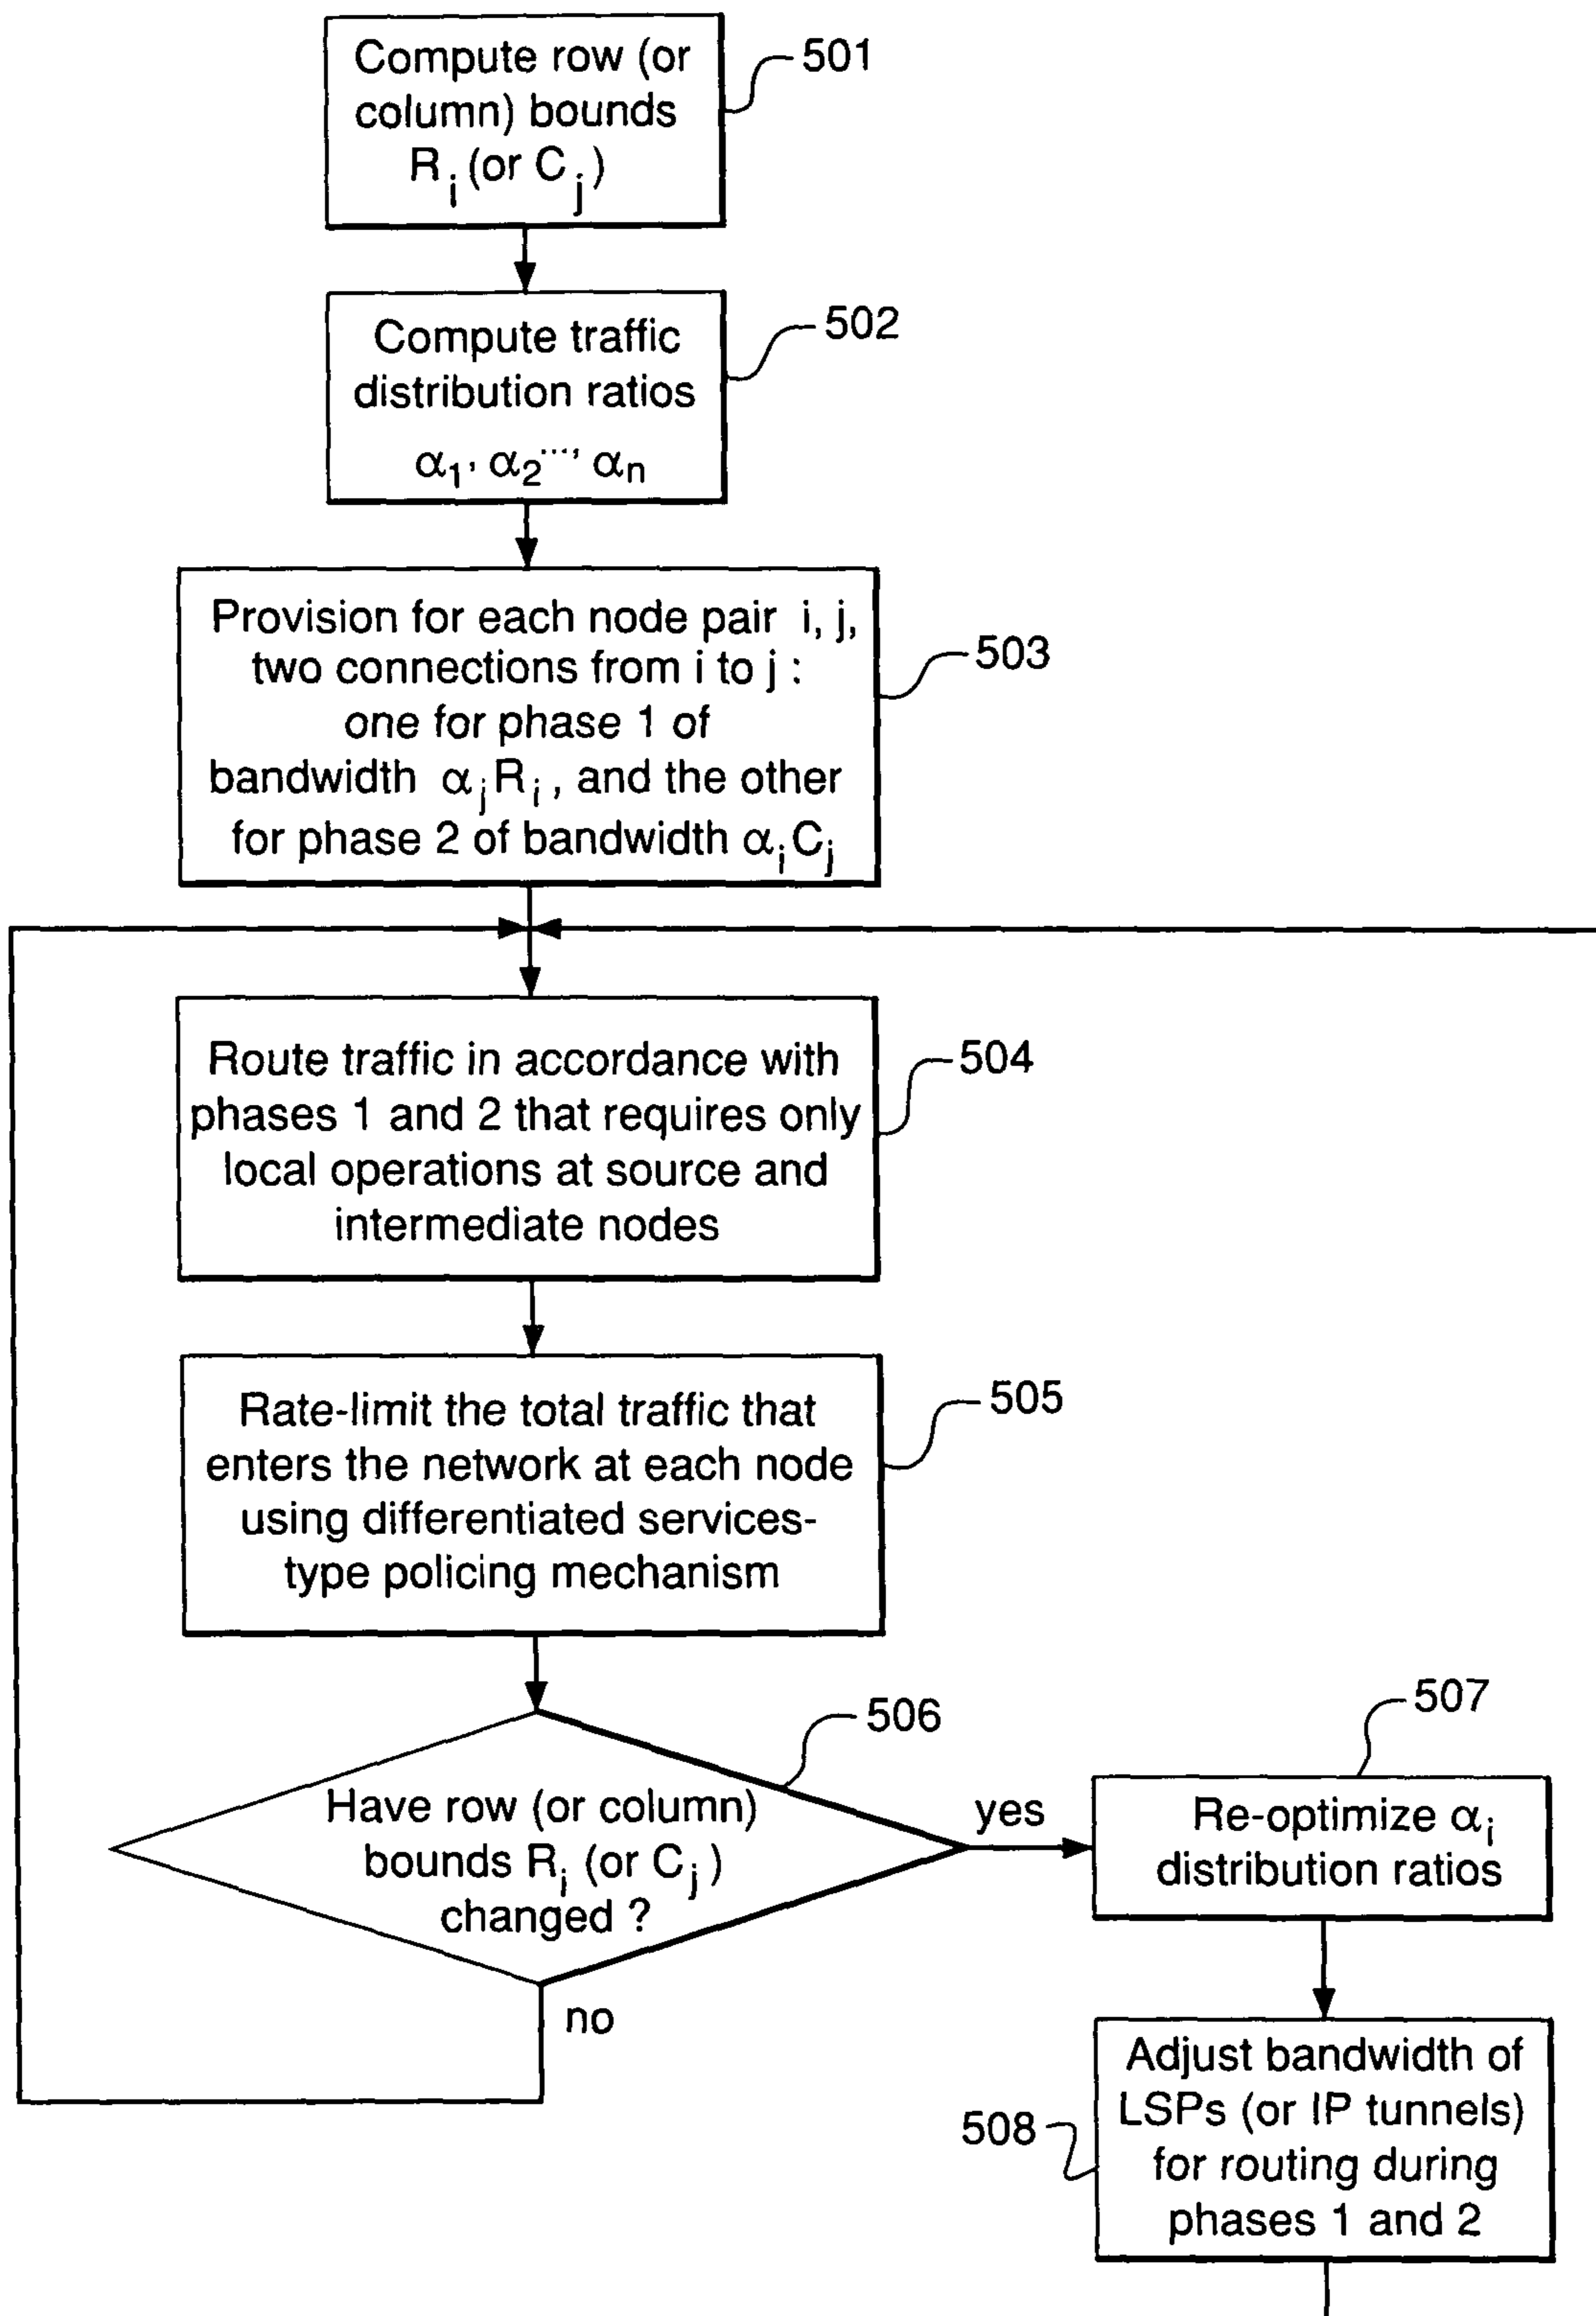 Compute row (or
column) bounds
R_i (or C_j)
501
Compute traffic
distribution ratios
α_1, α_2..., α_n
502
Provision for each node pair i, j,
two connections from i to j :
one for phase 1 of
bandwidth α_j R_i, and the other
for phase 2 of bandwidth α_i C_j
503
Route traffic in accordance with
phases 1 and 2 that requires only
local operations at source and
intermediate nodes
504
Rate-limit the total traffic that
enters the network at each node
using differentiated services-
type policing mechanism
505
Have row (or column)
bounds R_i (or C_j)
changed ?
506
yes
no
Re-optimize α_i
distribution ratios
507
Adjust bandwidth of
LSPs (or IP tunnels)
for routing during
phases 1 and 2
508